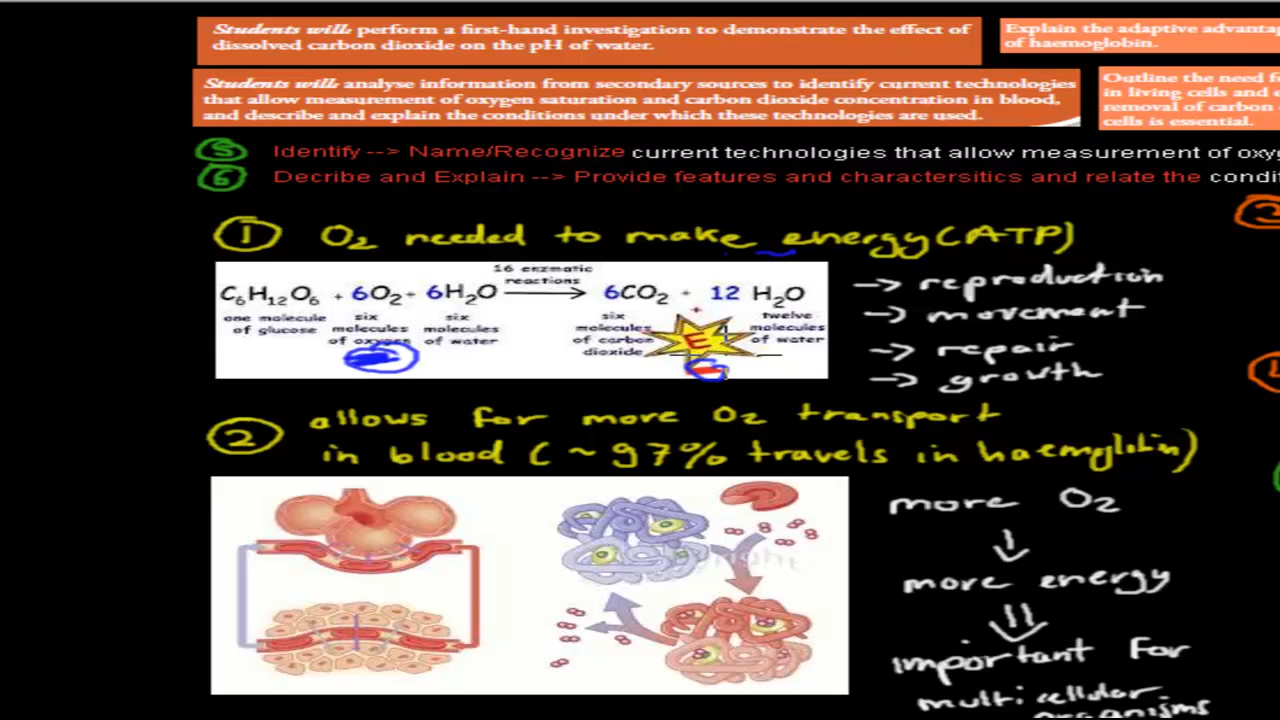 Students will: perform a first-hand investigation to demonstrate the effect of
dissolved carbon dioxide on the pH of water.
Explain the adaptive advanta
of haemoglobin.
Students will: analyse information from secondary sources to identify current technologies
that allow measurement of oxygen saturation and carbon dioxide concentration in blood,
and describe and explain the conditions under which these technologies are used.
Outline the need f
in living cells and e
removal of carbon
cells is essential.
5 Identify --> Name/Recognize current technologies that allow measurement of oxy
6 Decribe and Explain --> Provide features and charactersitics and relate the condit
1 O2 needed to make energy (ATP)
3
16 enzmatic
reactions
C6H12O6 + 6O2 + 6H2O → 6CO2 + 12 H2O
one molecule of glucose
six molecules of oxygen
six molecules of water
six molecules of carbon dioxide
twelve molecules of water
E
→ reproduction
→ movement
→ repair
→ growth
2 allows for more O2 transport
in blood (~97% travels in haemglobin)
more O2
↓
more energy
⇓
important for
multicellular
organisms